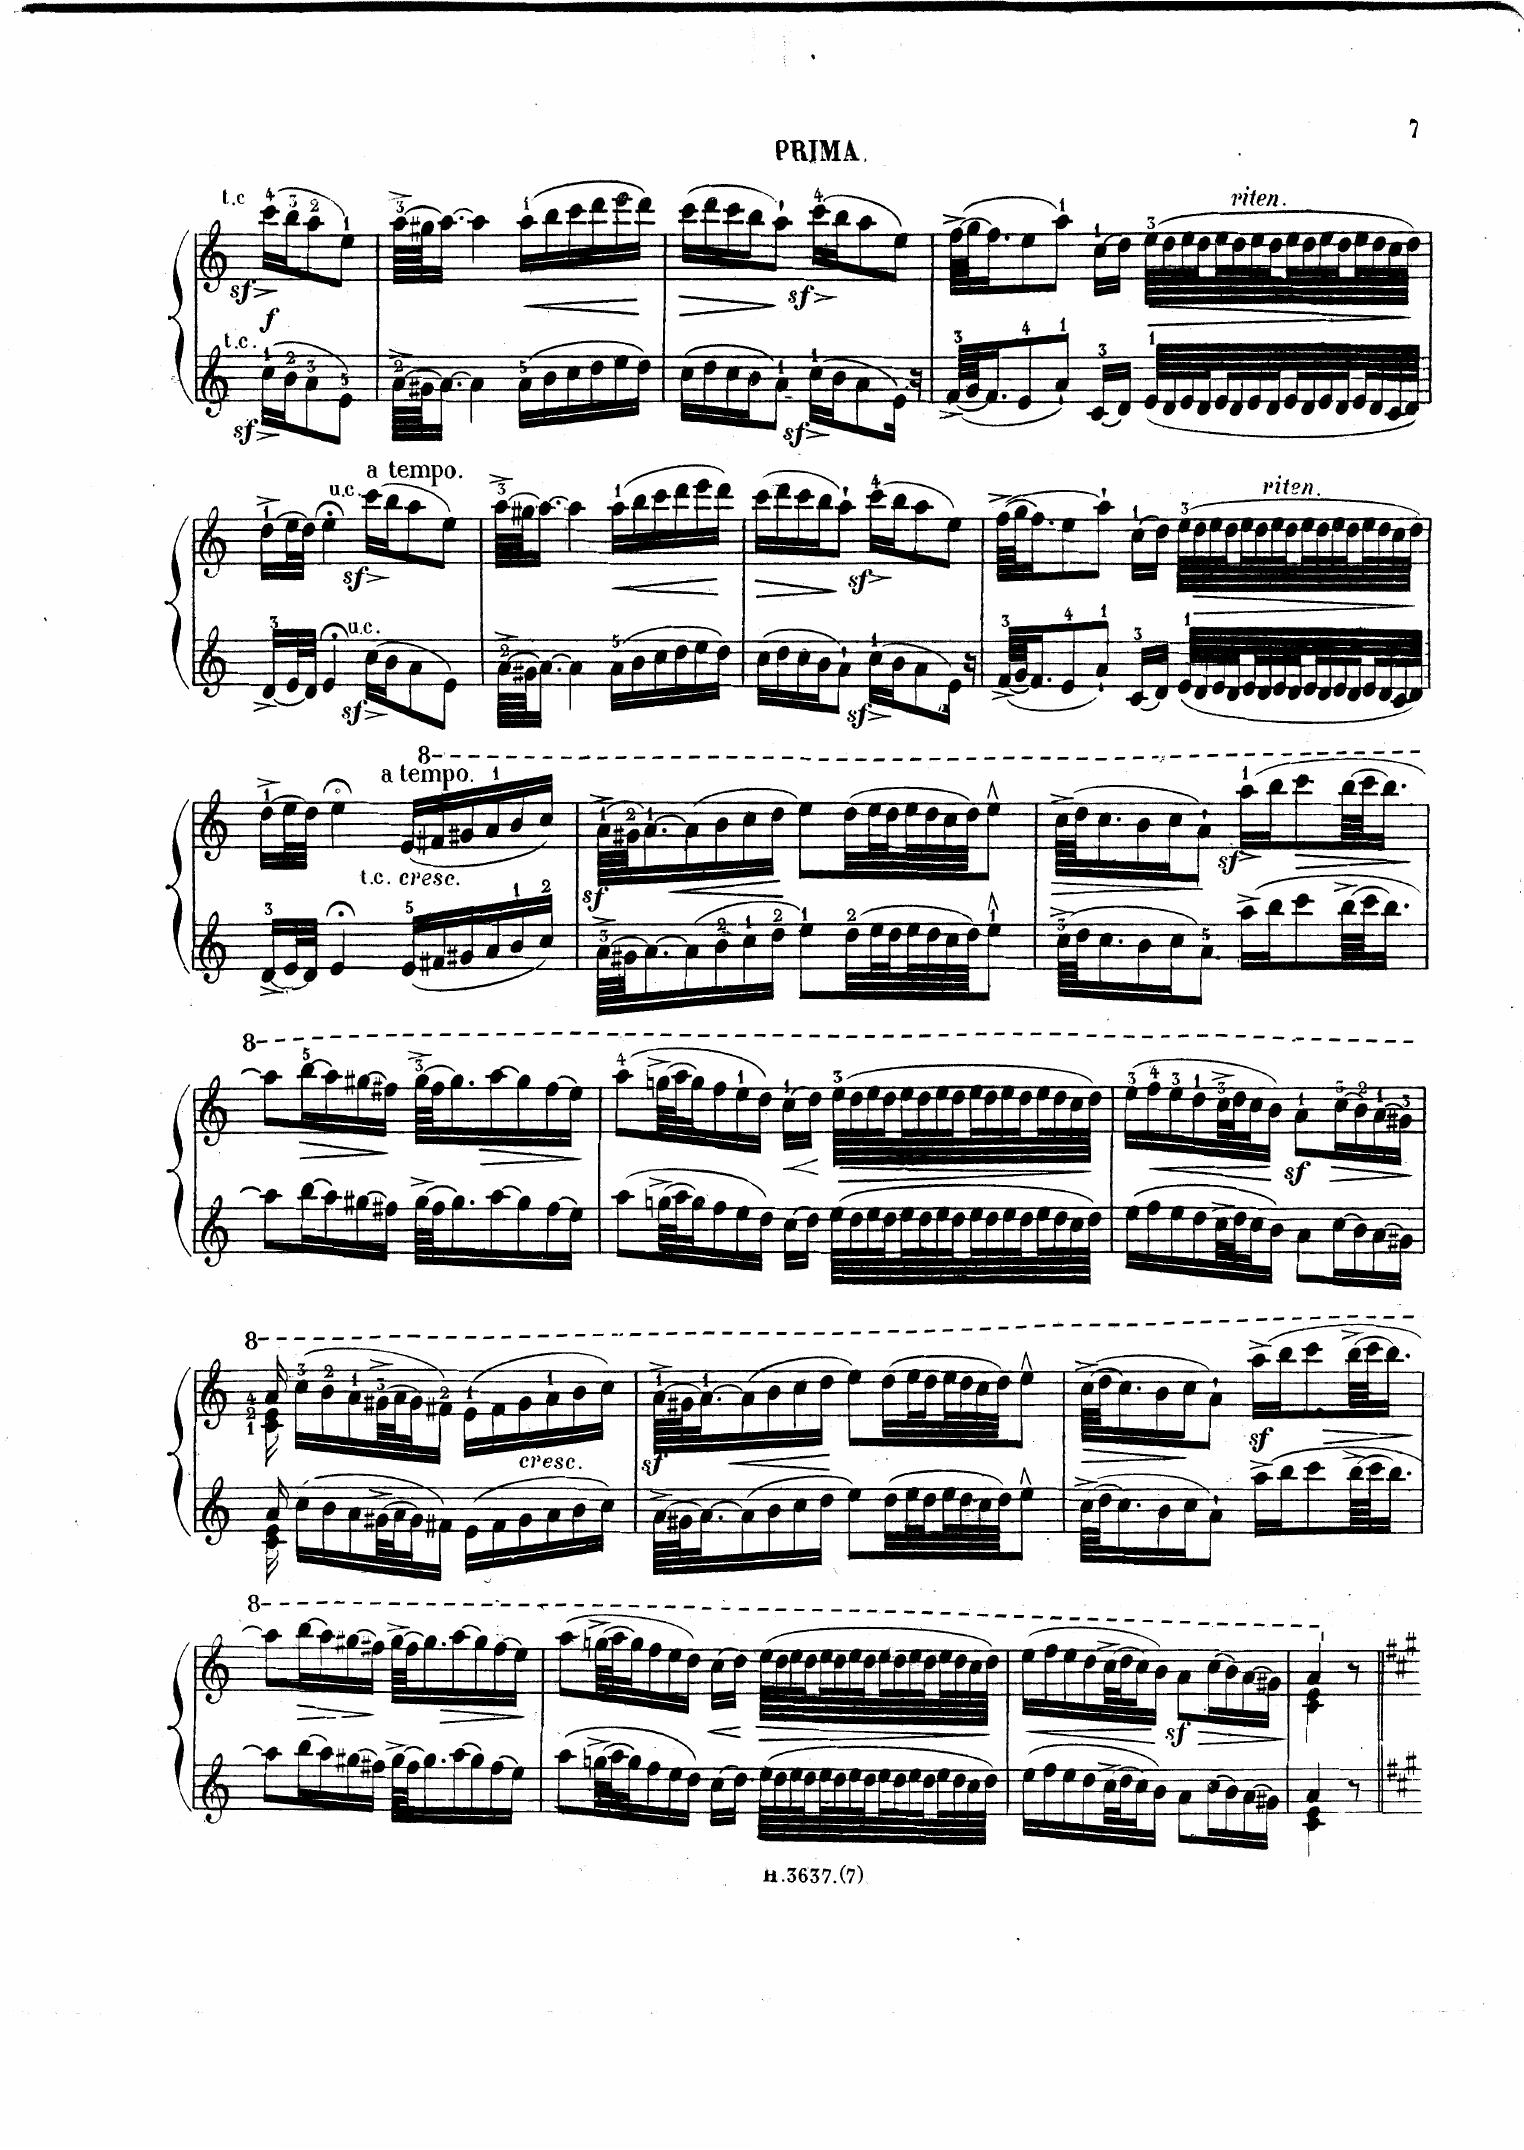 7
PRIMA.
t.c riten.
sf f
t.c. sf
sf sf
u.c. a tempo. riten.
sf sf
u.c.
sf sf
8 a tempo.
t.c. cresc. sf sf
8
sf
8
cresc. sf sf
8
sf
H.3637.(7)